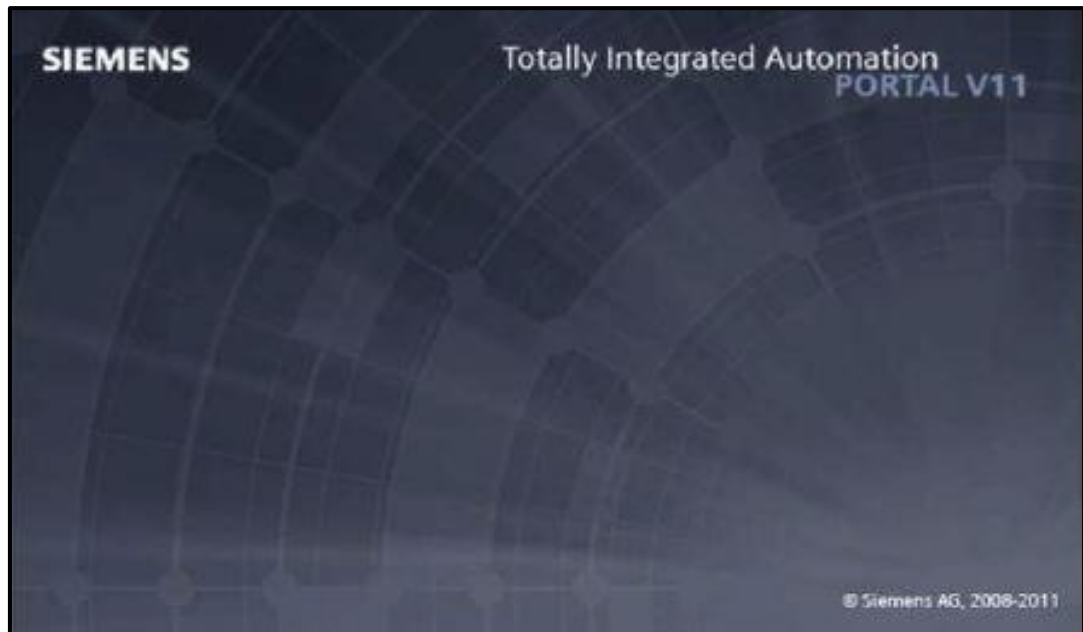 SIEMENS
Totally Integrated Automation
PORTAL V11
© Siemens AG, 2008-2011